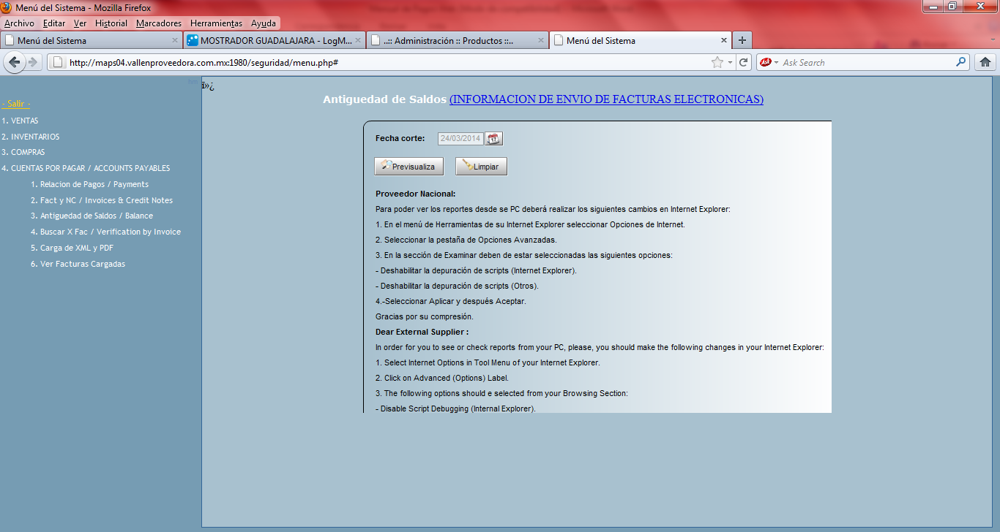 Menú del Sistema - Mozilla Firefox
Archivo Editar Ver Historial Marcadores Herramientas Ayuda
Menú del Sistema
MOSTRADOR GUADALAJARA - LogM...
..:: Administración :: Productos ::..
Menú del Sistema
http://maps04.vallenproveedora.com.mx:1980/seguridad/menu.php#
Ask Search
- Salir -
1. VENTAS
2. INVENTARIOS
3. COMPRAS
4. CUENTAS POR PAGAR / ACCOUNTS PAYABLES
1. Relacion de Pagos / Payments
2. Fact y NC / Invoices & Credit Notes
3. Antiguedad de Saldos / Balance
4. Buscar X Fac / Verification by Invoice
5. Carga de XML y PDF
6. Ver Facturas Cargadas
ï»¿
Antiguedad de Saldos (INFORMACION DE ENVIO DE FACTURAS ELECTRONICAS)
Fecha corte: 24/03/2014
Previsualiza Limpiar
Proveedor Nacional:
Para poder ver los reportes desde se PC deberá realizar los siguientes cambios en Internet Explorer:
1. En el menú de Herramientas de su Internet Explorer seleccionar Opciones de Internet.
2. Seleccionar la pestaña de Opciones Avanzadas.
3. En la sección de Examinar deben de estar seleccionadas las siguientes opciones:
- Deshabilitar la depuración de scripts (Internet Explorer).
- Deshabilitar la depuración de scripts (Otros).
4.-Seleccionar Aplicar y después Aceptar.
Gracias por su compresión.
Dear External Supplier :
In order for you to see or check reports from your PC, please, you should make the following changes in your Internet Explorer:
1. Select Internet Options in Tool Menu of your Internet Explorer.
2. Click on Advanced (Options) Label.
3. The following options should e selected from your Browsing Section:
- Disable Script Debugging (Internal Explorer).